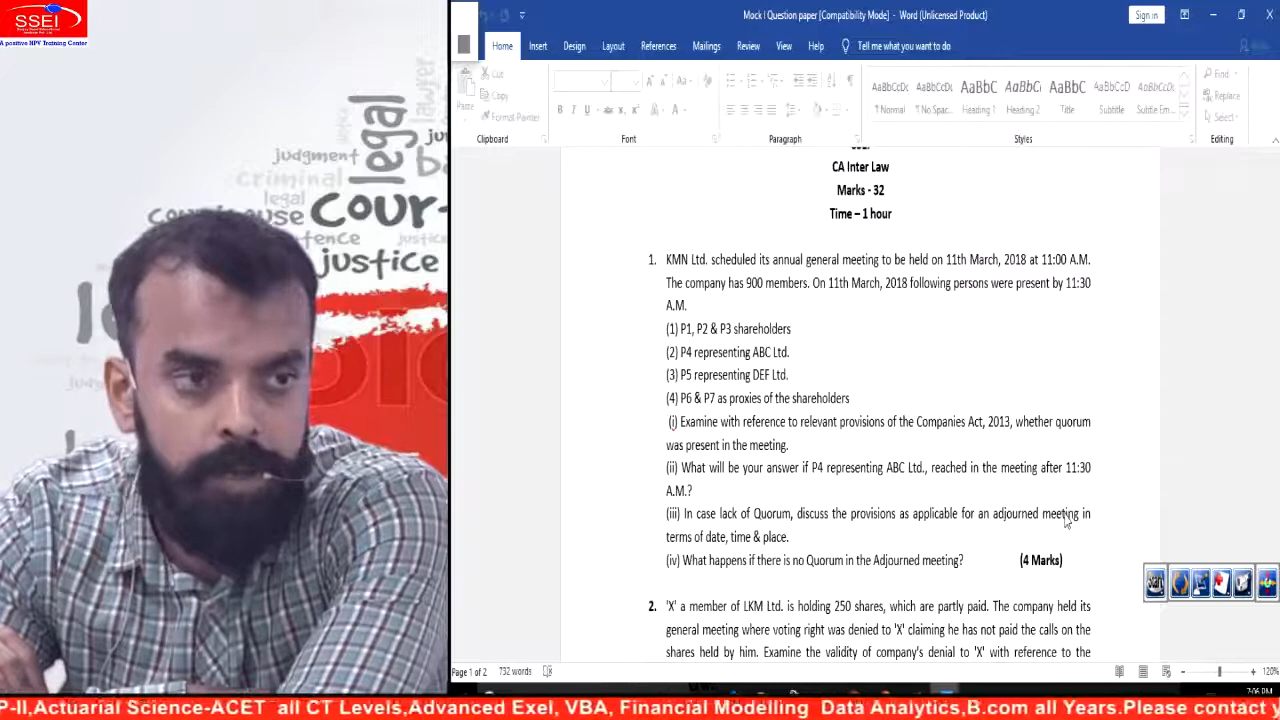 SSEI
A positive HPV Training Center
legal
judgment
criminal
legal
cour-
justice
justice
Mock I Question paper [Compatibility Mode] - Word (Unlicensed Product)
Sign in
Home Insert Design Layout References Mailings Review View Help Tell me what you want to do
Cut
Copy
Format Painter
Paste
Clipboard Font Paragraph Styles Editing
¶ Normal ¶ No Spac... Heading 1 Heading 2 Title Subtitle Subtle Em...
Find
Replace
Select
CA Inter Law
Marks - 32
Time – 1 hour
1. KMN Ltd. scheduled its annual general meeting to be held on 11th March, 2018 at 11:00 A.M.
The company has 900 members. On 11th March, 2018 following persons were present by 11:30
A.M.
(1) P1, P2 & P3 shareholders
(2) P4 representing ABC Ltd.
(3) P5 representing DEF Ltd.
(4) P6 & P7 as proxies of the shareholders
(i) Examine with reference to relevant provisions of the Companies Act, 2013, whether quorum
was present in the meeting.
(ii) What will be your answer if P4 representing ABC Ltd., reached in the meeting after 11:30
A.M.?
(iii) In case lack of Quorum, discuss the provisions as applicable for an adjourned meeting in
terms of date, time & place.
(iv) What happens if there is no Quorum in the Adjourned meeting? (4 Marks)
2. 'X' a member of LKM Ltd. is holding 250 shares, which are partly paid. The company held its
general meeting where voting right was denied to 'X' claiming he has not paid the calls on the
shares held by him. Examine the validity of company's denial to 'X' with reference to the
Start
Page 1 of 2 732 words
120%
7:06 PM
P-II,Actuarial Science-ACET all CT Levels,Advanced Exel, VBA, Financial Modelling Data Analytics,B.com all Years.Please contact y